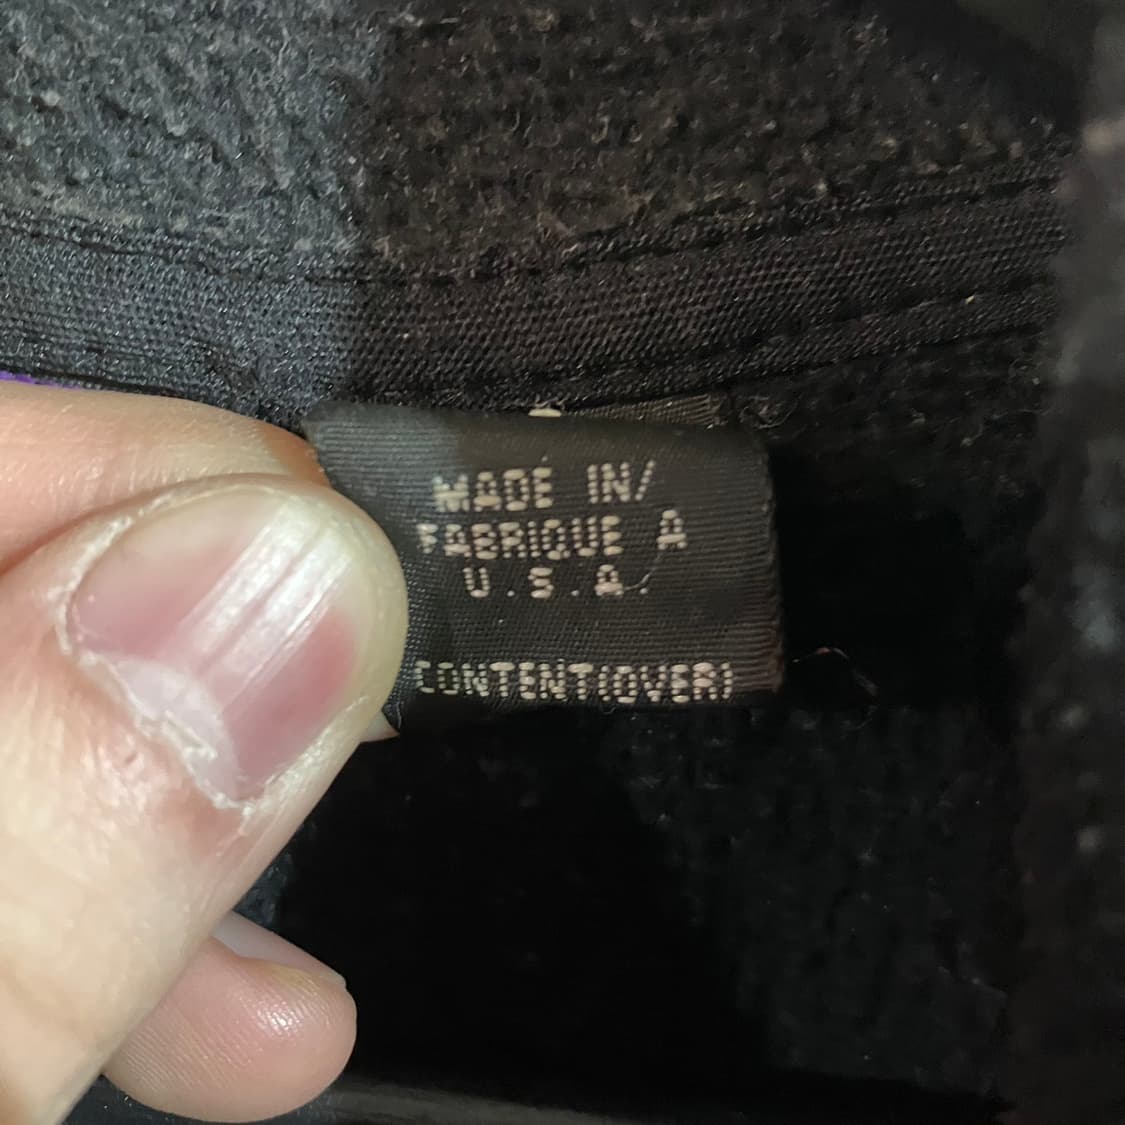 MADE IN/
FABRIQUE A
U.S.A.
CONTENT(OVER)